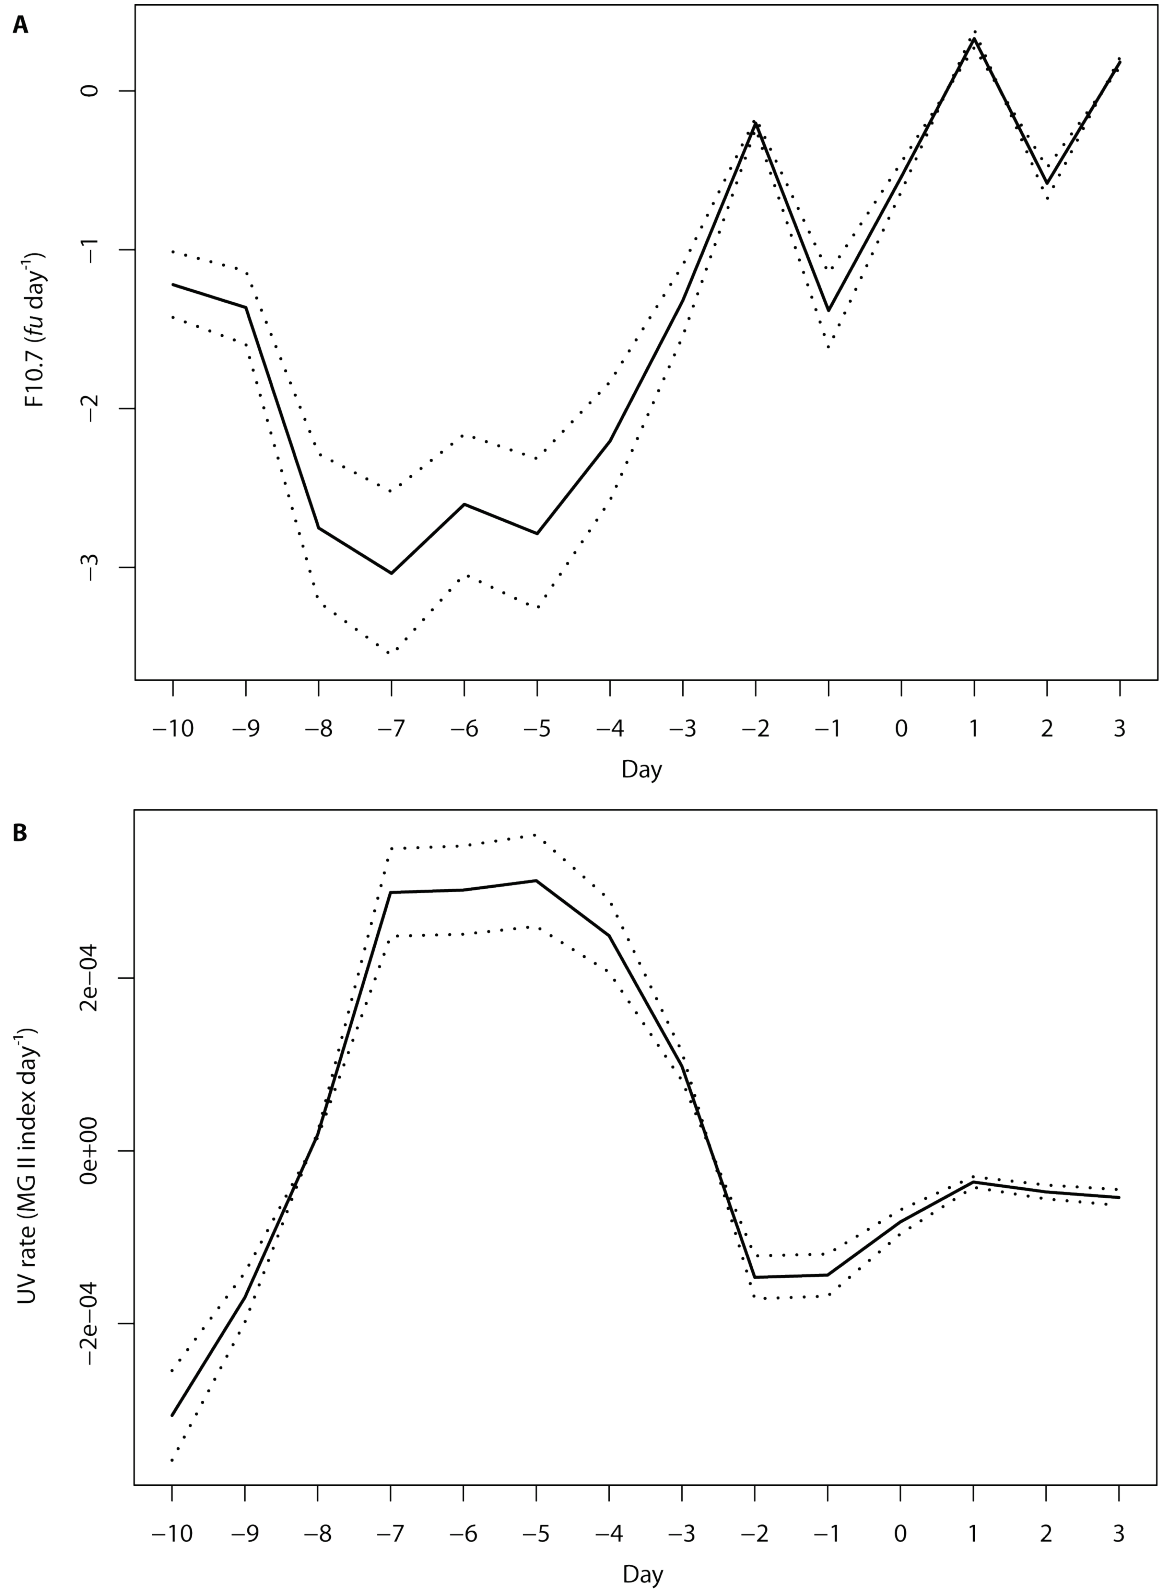 A
F10.7 (fu day⁻¹)
0
−1
−2
−3
−10 −9 −8 −7 −6 −5 −4 −3 −2 −1 0 1 2 3
Day
B
UV rate (MG II index day⁻¹)
2e−04
0e+00
−2e−04
−10 −9 −8 −7 −6 −5 −4 −3 −2 −1 0 1 2 3
Day